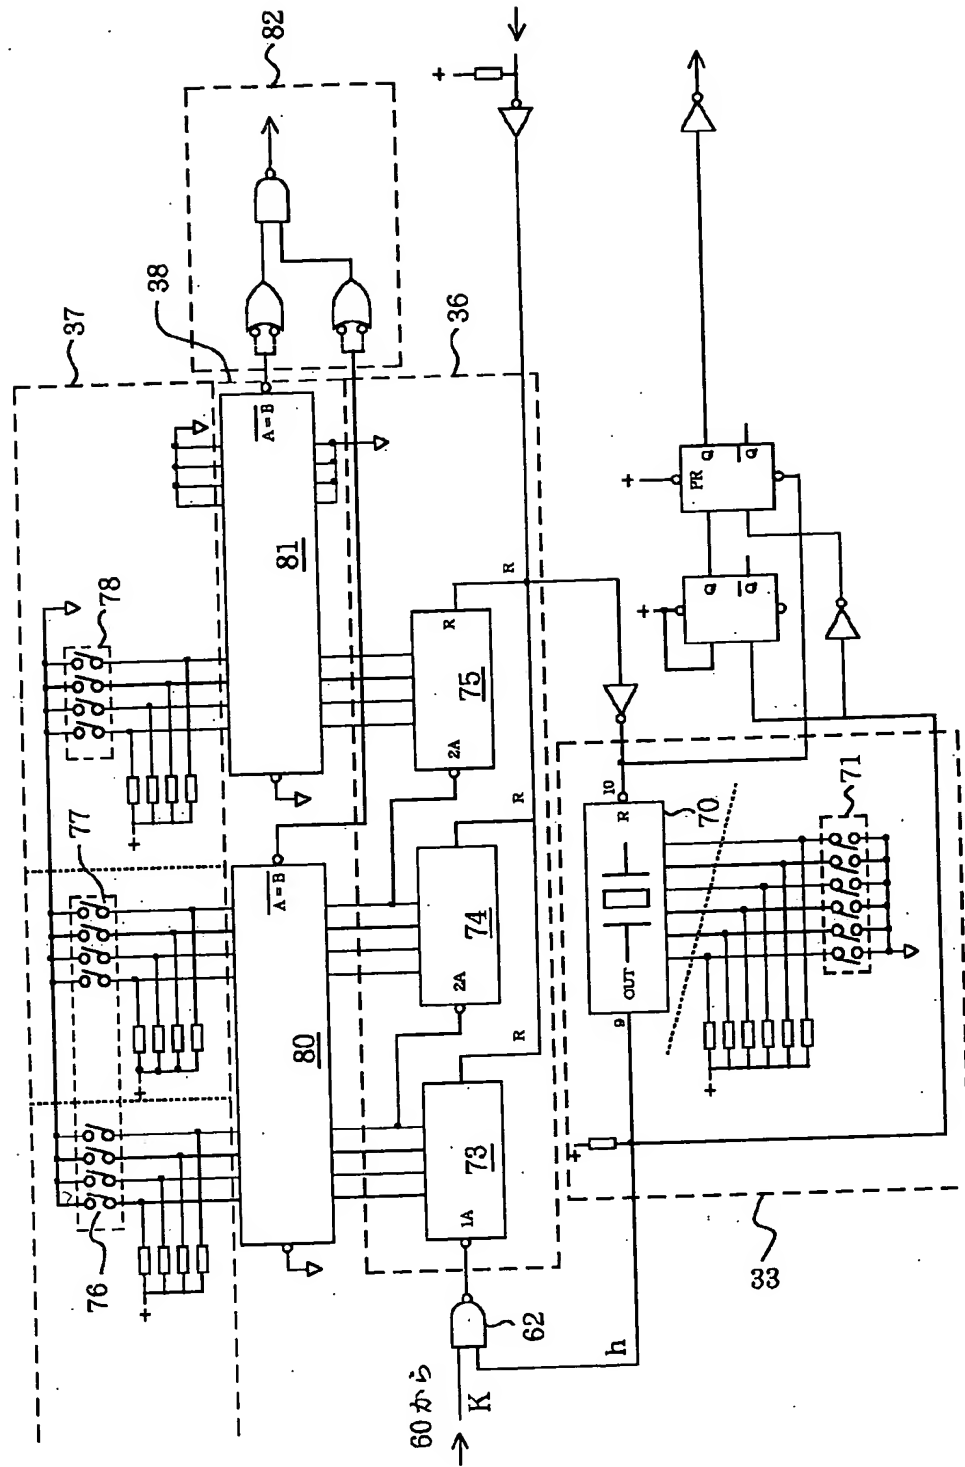 37
38
82
78
+
77
+
76
+
A=B
81
A=B
80
36
+
R
75
2A
R
R
74
2A
R
73
1A
62
60から
K
h
+
PR
Q
Q
+
Q
Q
10
R
70
OUT
9
71
+
+
33